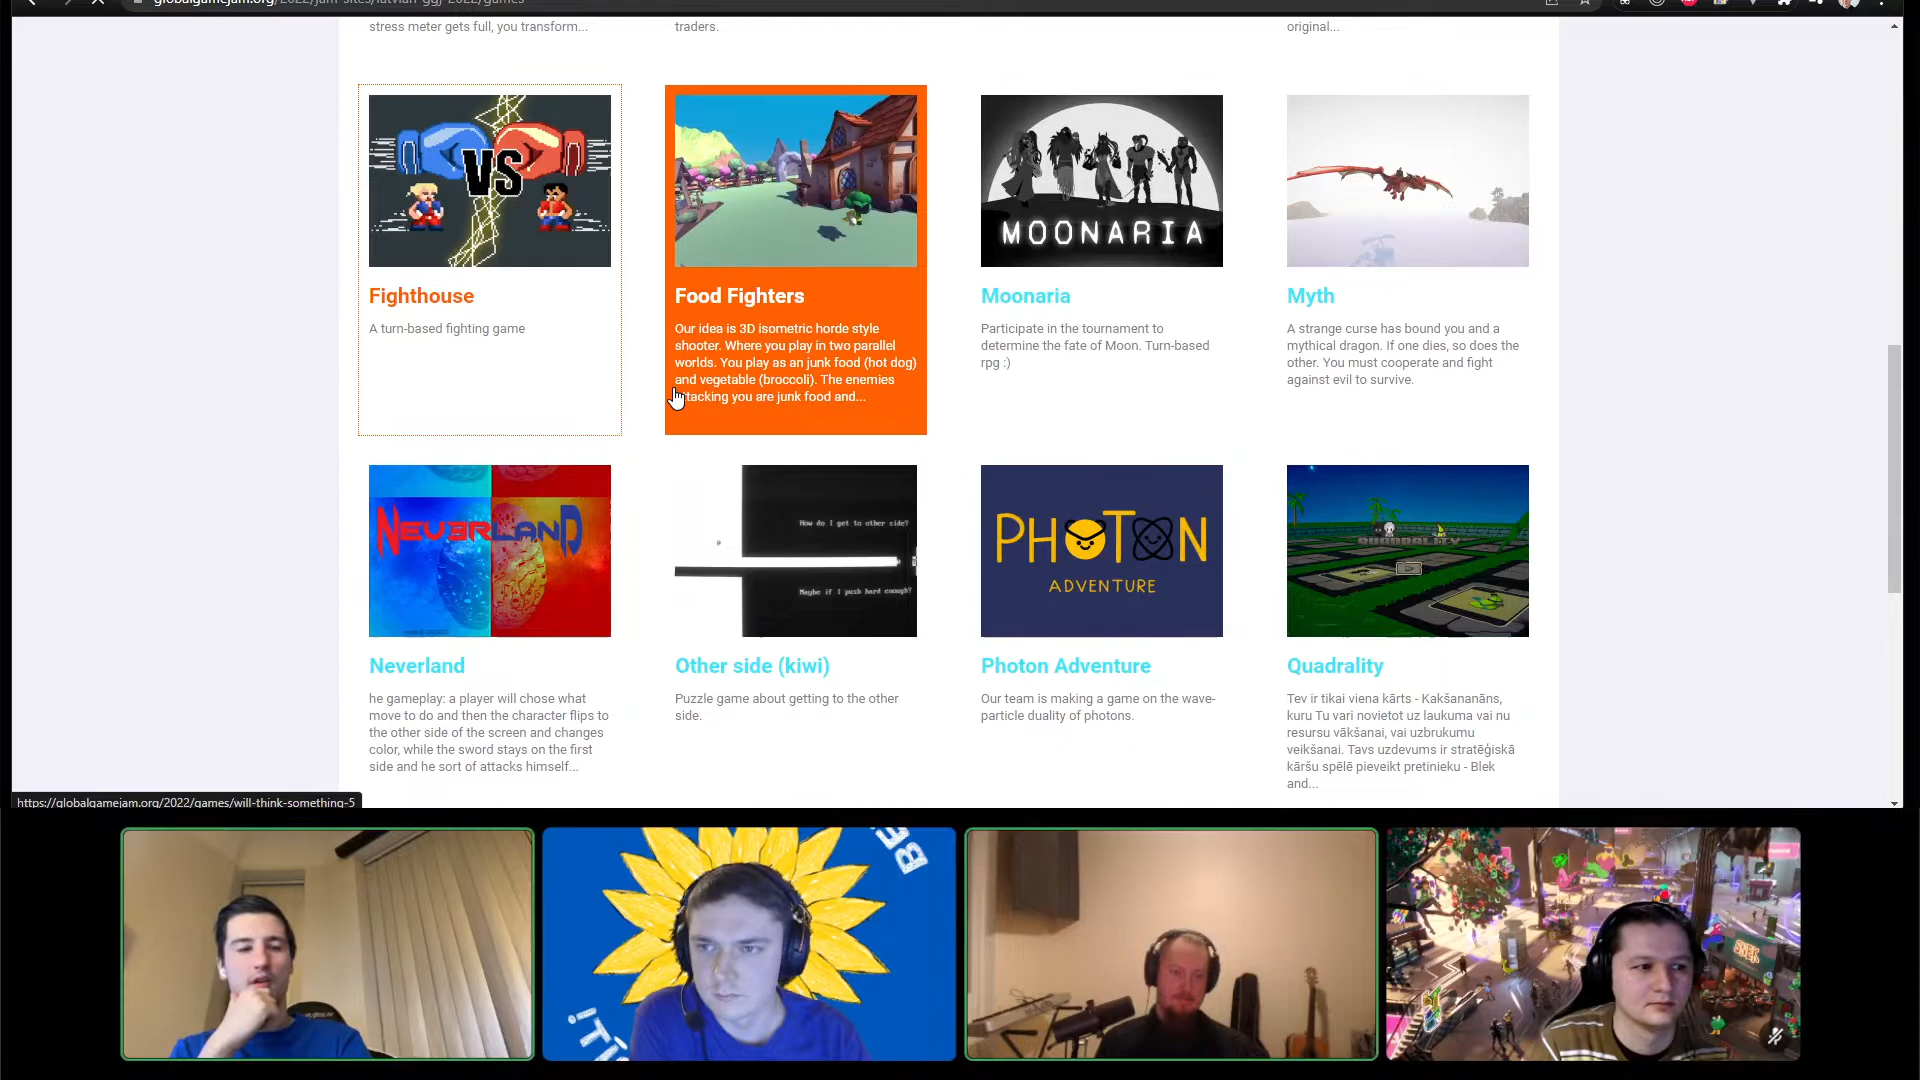 globalgamejam.org/2022/jam-sites/latvian-ggj-2022/games
stress meter gets full, you transform...
traders.
original...
VS
MOONARIA
Fighthouse
A turn-based fighting game
Food Fighters
Our idea is 3D isometric horde style
shooter. Where you play in two parallel
worlds. You play as an junk food (hot dog)
and vegetable (broccoli). The enemies
tacking you are junk food and...
Moonaria
Participate in the tournament to
determine the fate of Moon. Turn-based
rpg :)
Myth
A strange curse has bound you and a
mythical dragon. If one dies, so does the
other. You must cooperate and fight
against evil to survive.
NEVERLAND
How do I get to other side?
Maybe if I push hard enough?
PHOTON
ADVENTURE
QUADRALITY
Neverland
he gameplay: a player will chose what
move to do and then the character flips to
the other side of the screen and changes
color, while the sword stays on the first
side and he sort of attacks himself...
Other side (kiwi)
Puzzle game about getting to the other
side.
Photon Adventure
Our team is making a game on the wave-
particle duality of photons.
Quadrality
Tev ir tikai viena kārts - Kakšananāns,
kuru Tu vari novietot uz laukuma vai nu
resursu vākšanai, vai uzbrukumu
veikšanai. Tavs uzdevums ir stratēģiskā
kāršu spēlē pieveikt pretinieku - Blek
and...
https://globalgamejam.org/2022/games/will-think-something-5